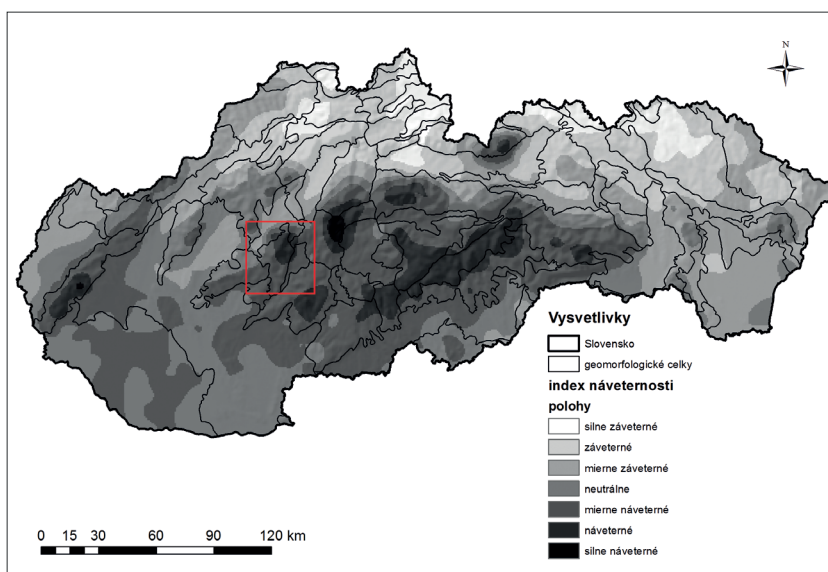 N
Vysvetlivky
Slovensko
geomorfologické celky
index náveternosti
polohy
silne záveterné
záveterné
mierne záveterné
neutrálne
mierne náveterné
náveterné
silne náveterné
0 15 30 60 90 120 km